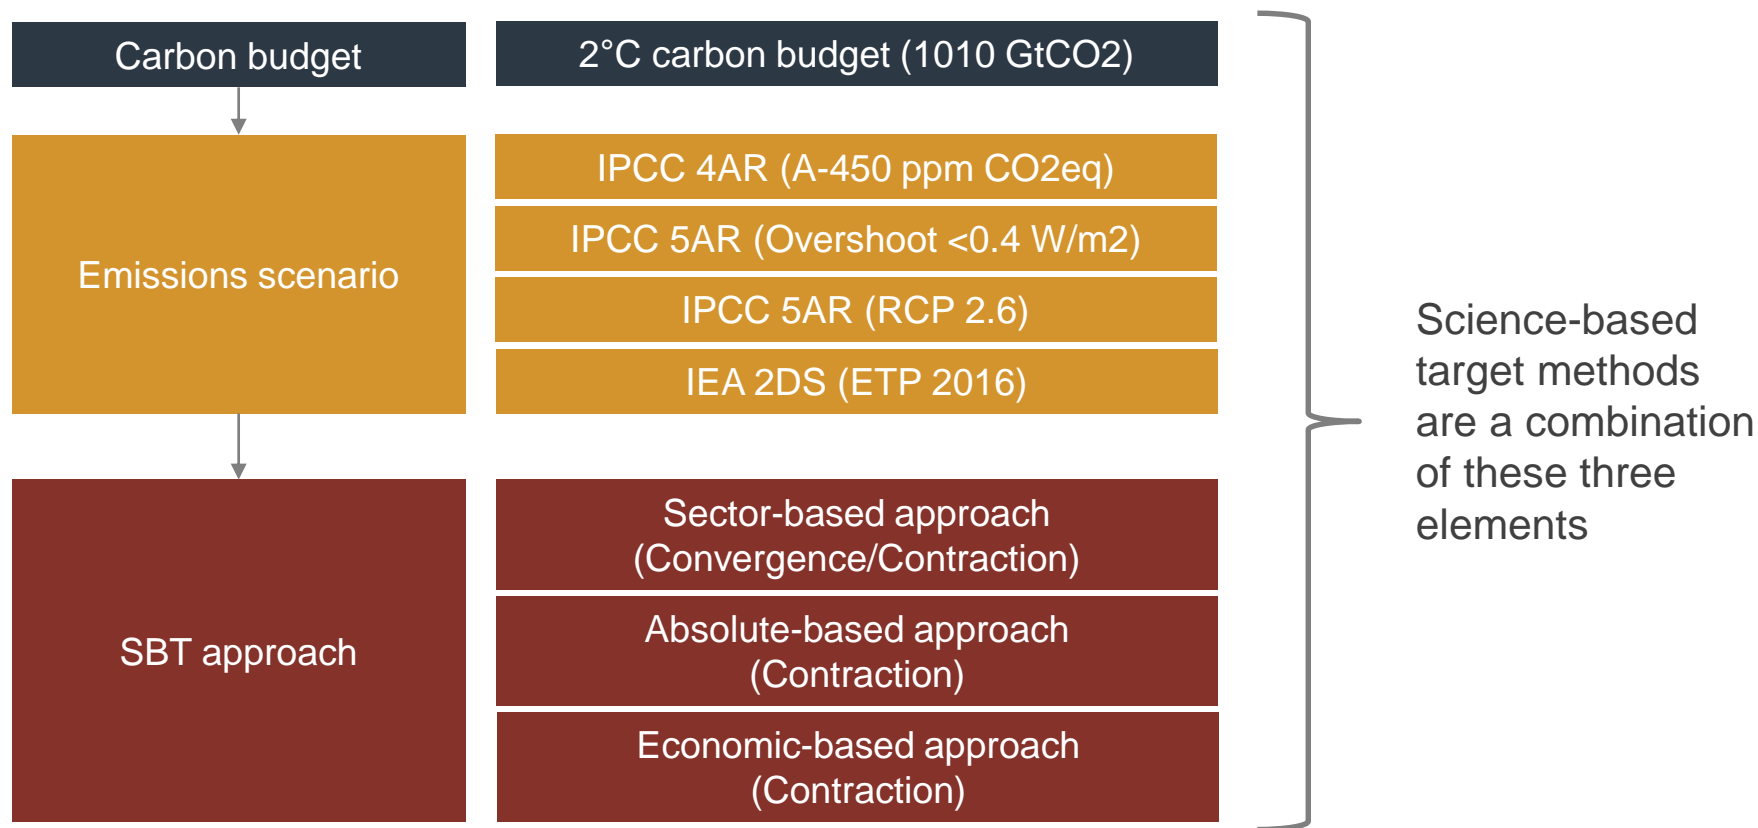 Carbon budget
2°C carbon budget (1010 GtCO2)
Emissions scenario
IPCC 4AR (A-450 ppm CO2eq)
IPCC 5AR (Overshoot <0.4 W/m2)
IPCC 5AR (RCP 2.6)
IEA 2DS (ETP 2016)
SBT approach
Sector-based approach
(Convergence/Contraction)
Absolute-based approach
(Contraction)
Economic-based approach
(Contraction)
Science-based
target methods
are a combination
of these three
elements